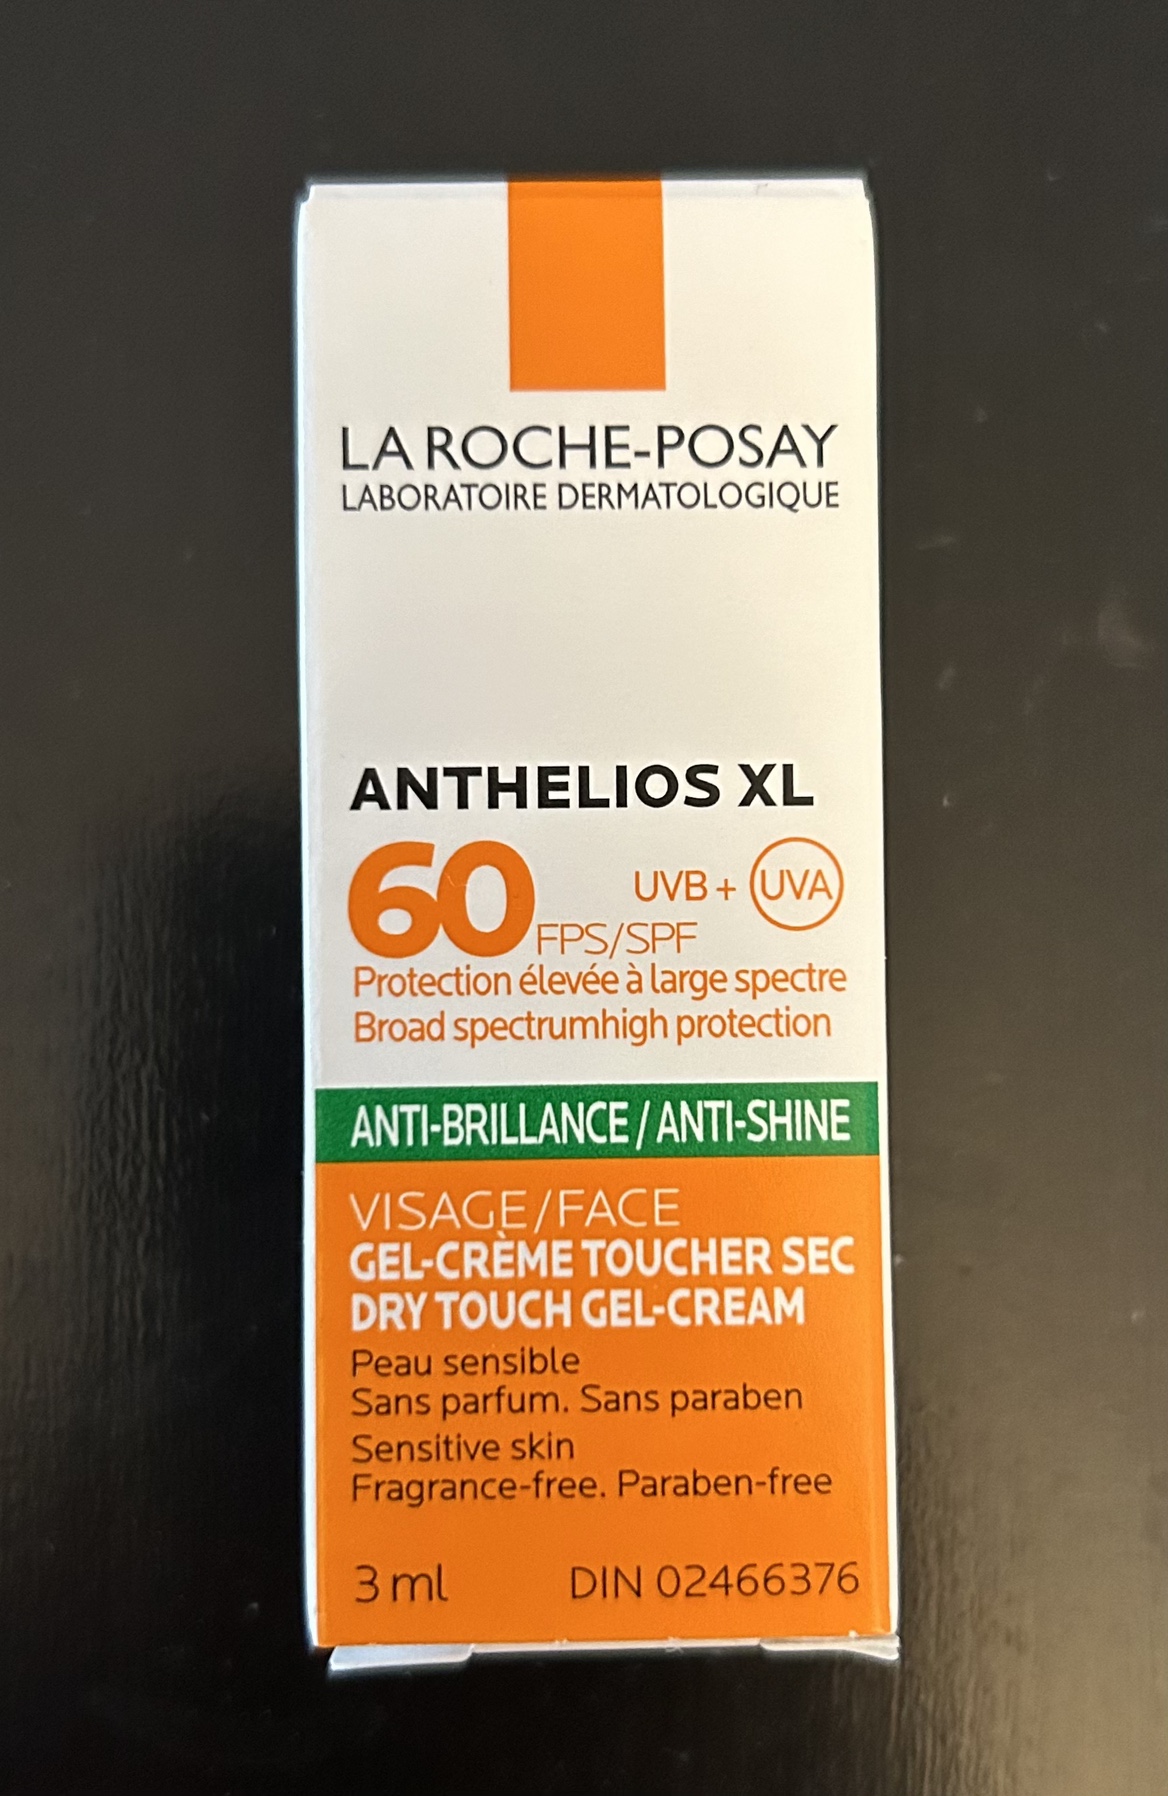 LA ROCHE-POSAY
LABORATOIRE DERMATOLOGIQUE
ANTHELIOS XL
60 FPS/SPF UVB + UVA
Protection élevée à large spectre
Broad spectrumhigh protection
ANTI-BRILLANCE / ANTI-SHINE
VISAGE/FACE
GEL-CRÈME TOUCHER SEC
DRY TOUCH GEL-CREAM
Peau sensible
Sans parfum. Sans paraben
Sensitive skin
Fragrance-free. Paraben-free
3 ml DIN 02466376